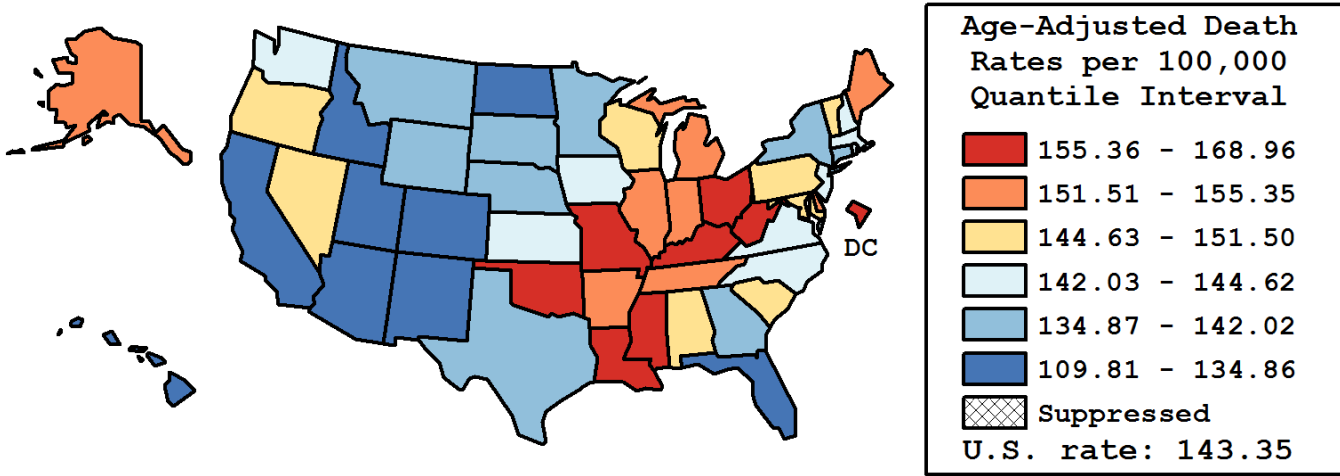 Age-Adjusted Death
Rates per 100,000
Quantile Interval
155.36 - 168.96
151.51 - 155.35
144.63 - 151.50
142.03 - 144.62
134.87 - 142.02
109.81 - 134.86
Suppressed
U.S. rate: 143.35
DC